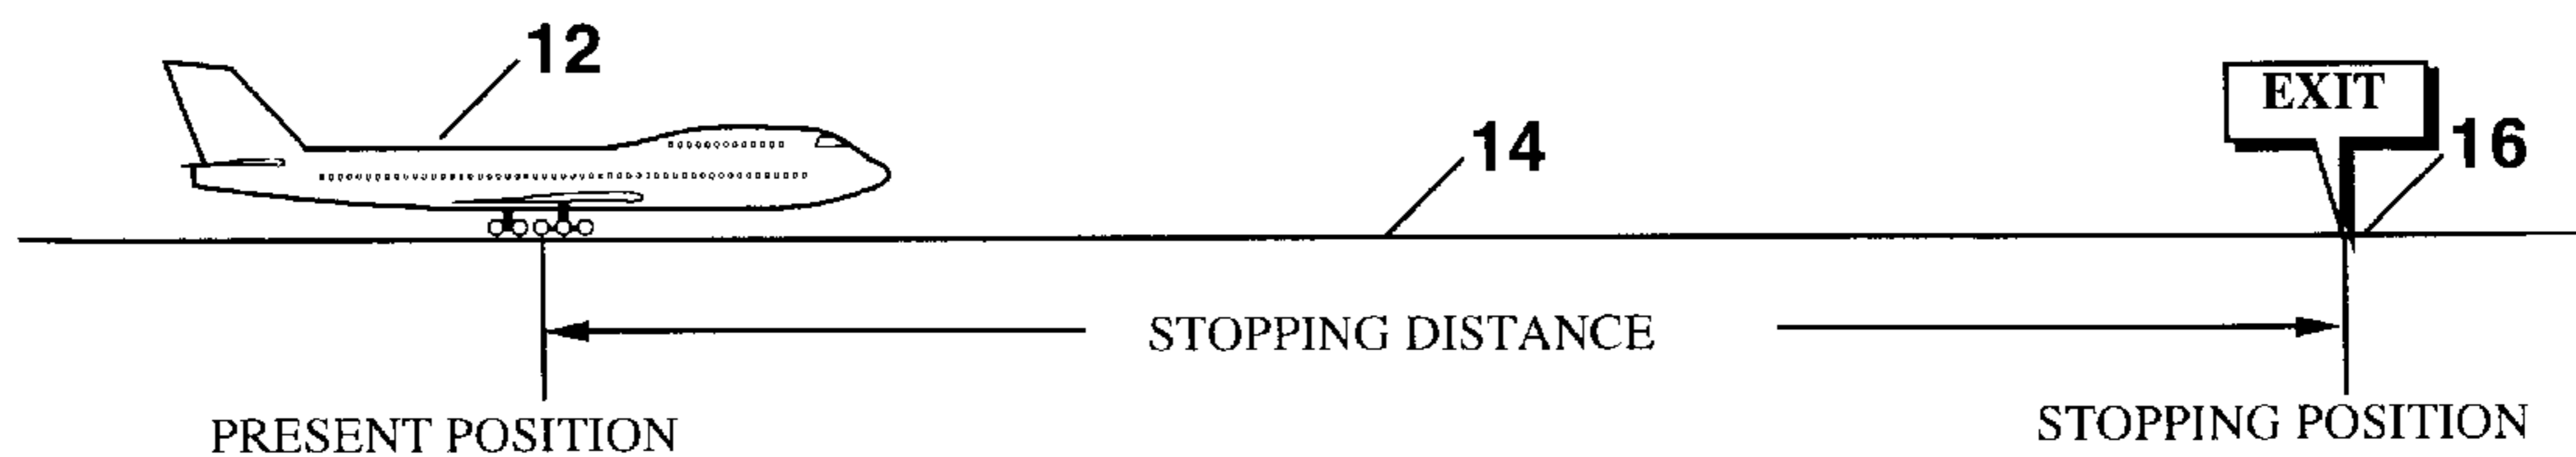 12
EXIT
14
16
STOPPING DISTANCE
PRESENT POSITION
STOPPING POSITION